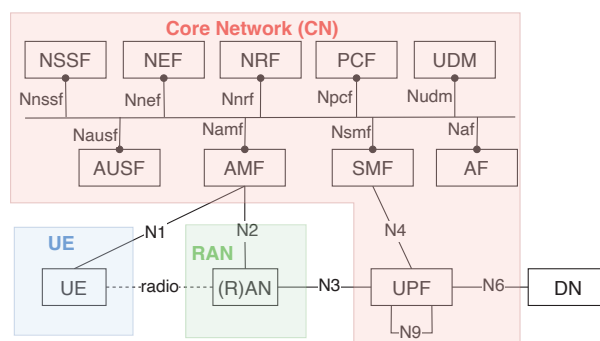 Core Network (CN)
NSSF NEF NRF PCF UDM
Nnssf Nnef Nnrf Npcf Nudm
Nausf Namf Nsmf Naf
AUSF AMF SMF AF
N1 N2 N4
UE RAN
UE radio (R)AN N3 UPF N6 DN
N9